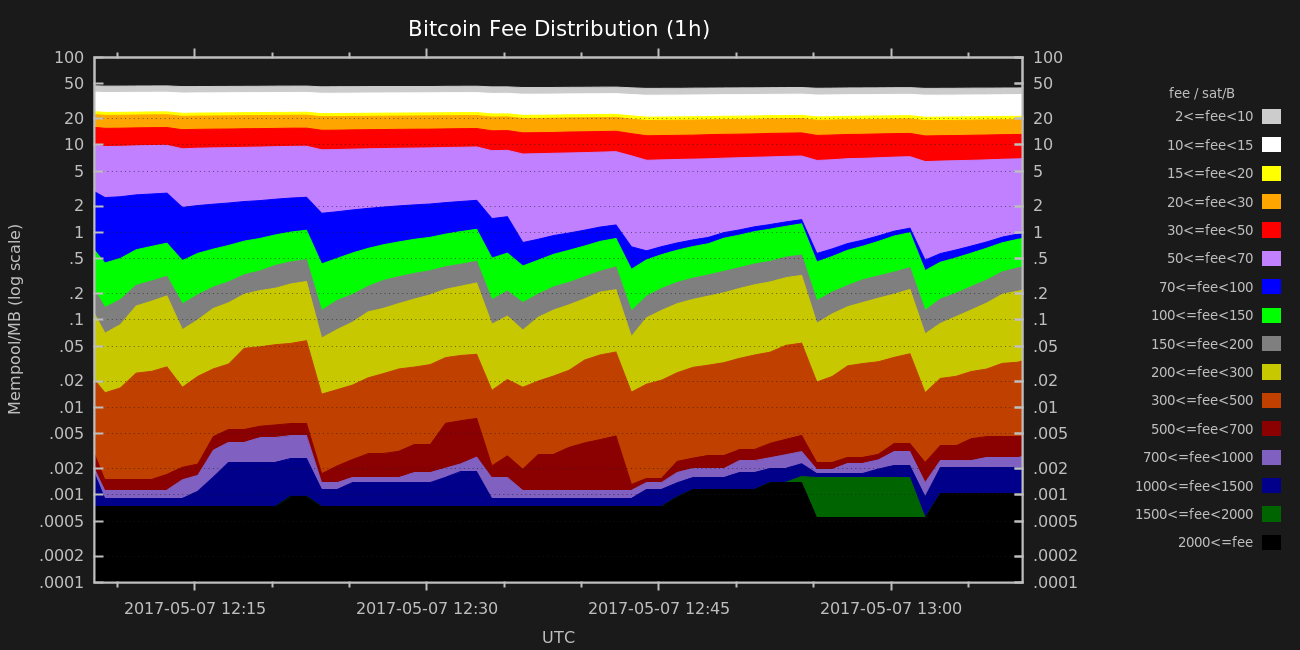 Bitcoin Fee Distribution (1h)
Mempool/MB (log scale)
100
50
20
10
5
2
1
.5
.2
.1
.05
.02
.01
.005
.002
.001
.0005
.0002
.0001
100
50
20
10
5
2
1
.5
.2
.1
.05
.02
.01
.005
.002
.001
.0005
.0002
.0001
2017-05-07 12:15
2017-05-07 12:30
2017-05-07 12:45
2017-05-07 13:00
UTC
fee / sat/B
2<=fee<10
10<=fee<15
15<=fee<20
20<=fee<30
30<=fee<50
50<=fee<70
70<=fee<100
100<=fee<150
150<=fee<200
200<=fee<300
300<=fee<500
500<=fee<700
700<=fee<1000
1000<=fee<1500
1500<=fee<2000
2000<=fee